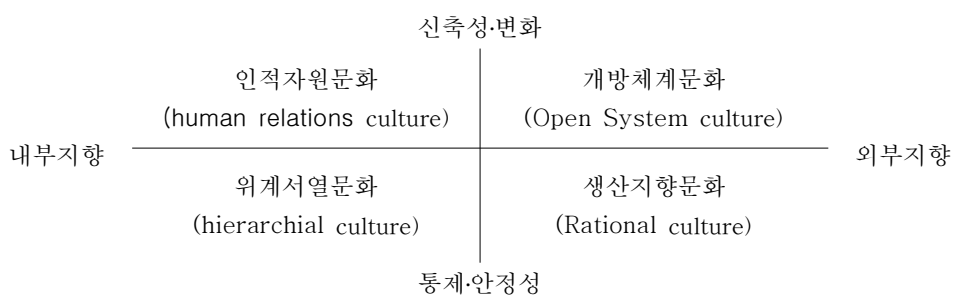 신축성·변화
인적자원문화 개방체계문화
(human relations culture) (Open System culture)
내부지향 외부지향
위계서열문화 생산지향문화
(hierarchial culture) (Rational culture)
통제·안정성